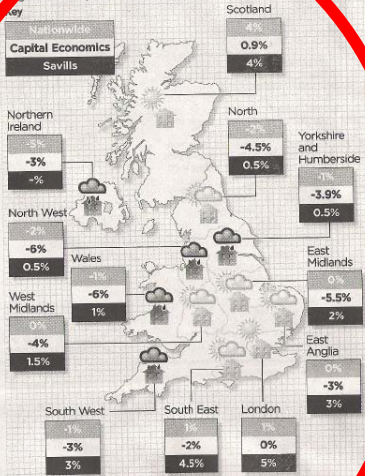 Key
Nationwide
Capital Economics
Savills
Scotland
4%
0.9%
4%
North
-2%
-4.5%
0.5%
Yorkshire
and
Humberside
-1%
-3.9%
0.5%
Northern
Ireland
-5%
-3%
-%
North West
-2%
-6%
0.5%
Wales
-1%
-6%
1%
East
Midlands
0%
-5.5%
2%
West
Midlands
0%
-4%
1.5%
East
Anglia
0%
-3%
3%
South West
-1%
-3%
3%
South East
1%
-2%
4.5%
London
1%
0%
5%